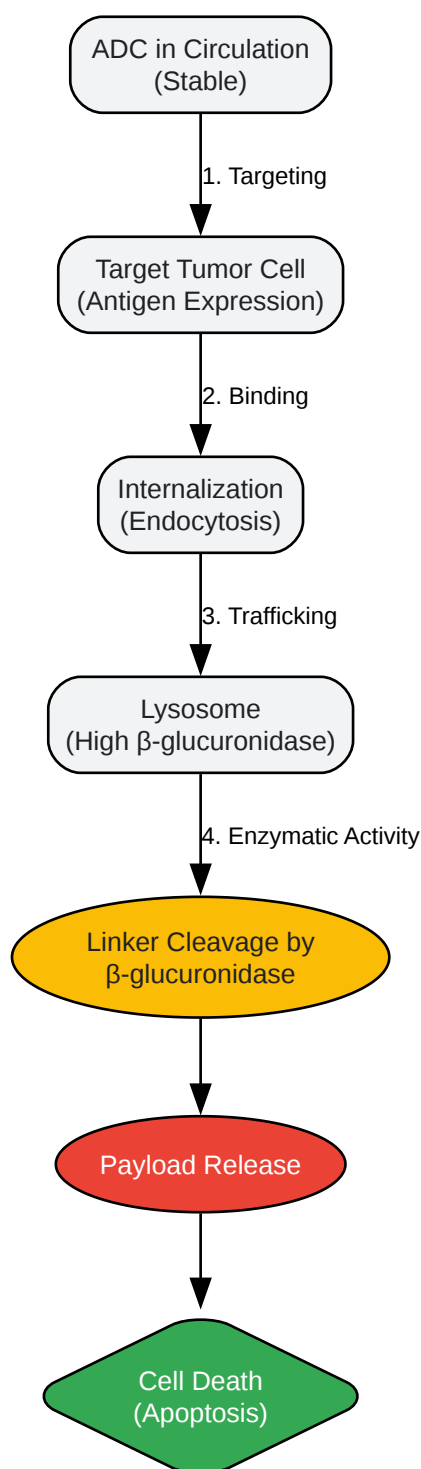 ADC in Circulation
(Stable)
1. Targeting
Target Tumor Cell
(Antigen Expression)
2. Binding
Internalization
(Endocytosis)
3. Trafficking
Lysosome
(High β-glucuronidase)
4. Enzymatic Activity
Linker Cleavage by
β-glucuronidase
Payload Release
Cell Death
(Apoptosis)